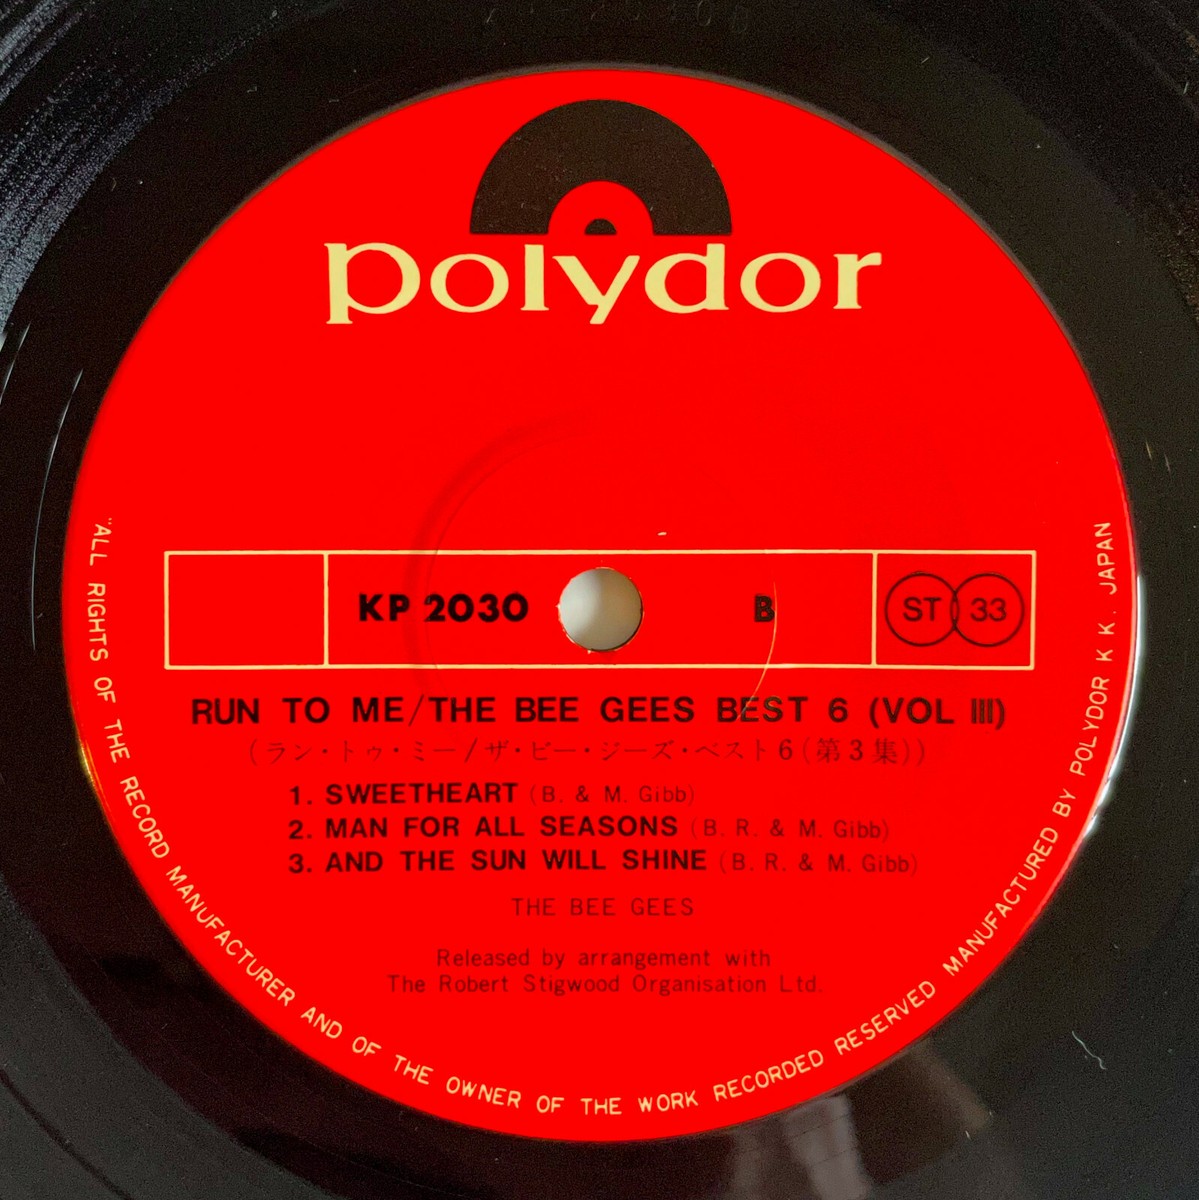 polydor
KP 2030 B ST 33
RUN TO ME/THE BEE GEES BEST 6 (VOL III)
(ラン・トゥ・ミー/ザ・ビー・ジーズ・ベスト6(第3集))
1. SWEETHEART (B. & M. Gibb)
2. MAN FOR ALL SEASONS (B. R. & M. Gibb)
3. AND THE SUN WILL SHINE (B. R. & M. Gibb)
THE BEE GEES
Released by arrangement with
The Robert Stigwood Organisation Ltd.
"ALL RIGHTS OF THE RECORD MANUFACTURER AND OF THE OWNER OF THE WORK RECORDED RESERVED MANUFACTURED BY POLYDOR K K. JAPAN